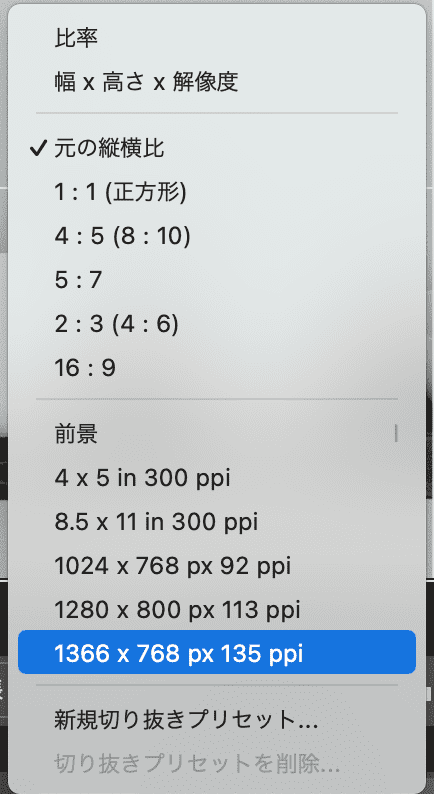 比率
幅 x 高さ x 解像度
✓ 元の縦横比
1 : 1 (正方形)
4 : 5 (8 : 10)
5 : 7
2 : 3 (4 : 6)
16 : 9
前景
4 x 5 in 300 ppi
8.5 x 11 in 300 ppi
1024 x 768 px 92 ppi
1280 x 800 px 113 ppi
1366 x 768 px 135 ppi
新規切り抜きプリセット...
切り抜きプリセットを削除...